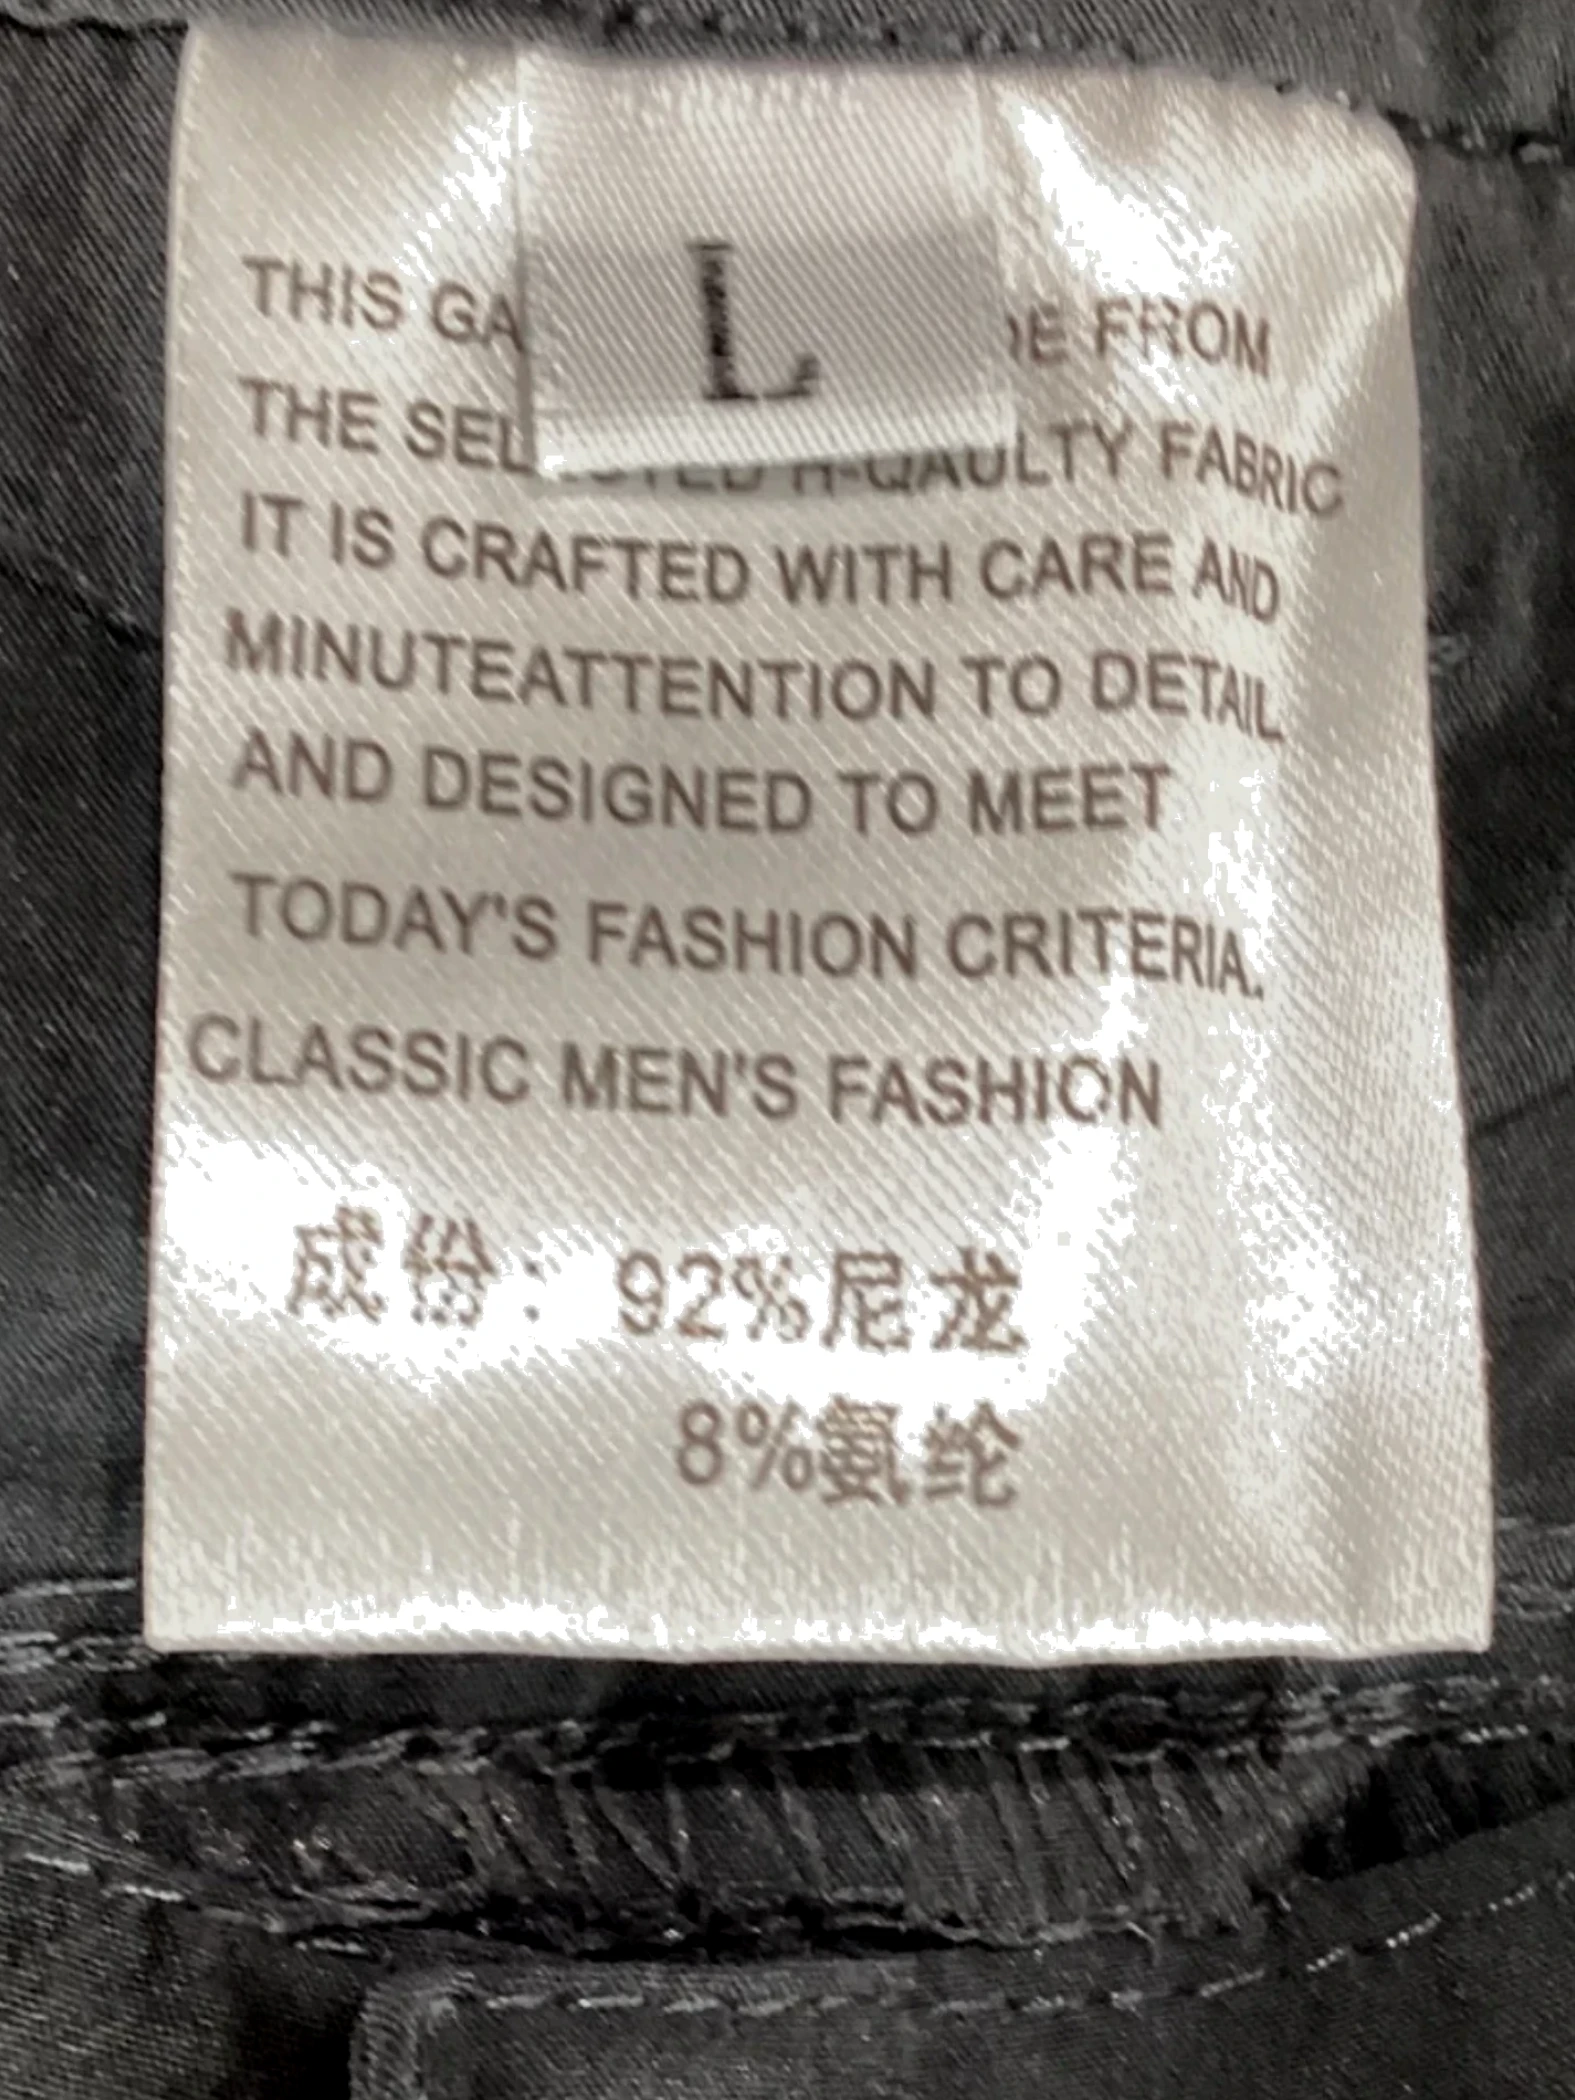 L
THIS GA DE FROM
THE SELECTED H-QAULTY FABRIC
IT IS CRAFTED WITH CARE AND
MINUTEATTENTION TO DETAIL
AND DESIGNED TO MEET
TODAY'S FASHION CRITERIA.
CLASSIC MEN'S FASHION
成份: 92%尼龙
8%氨纶